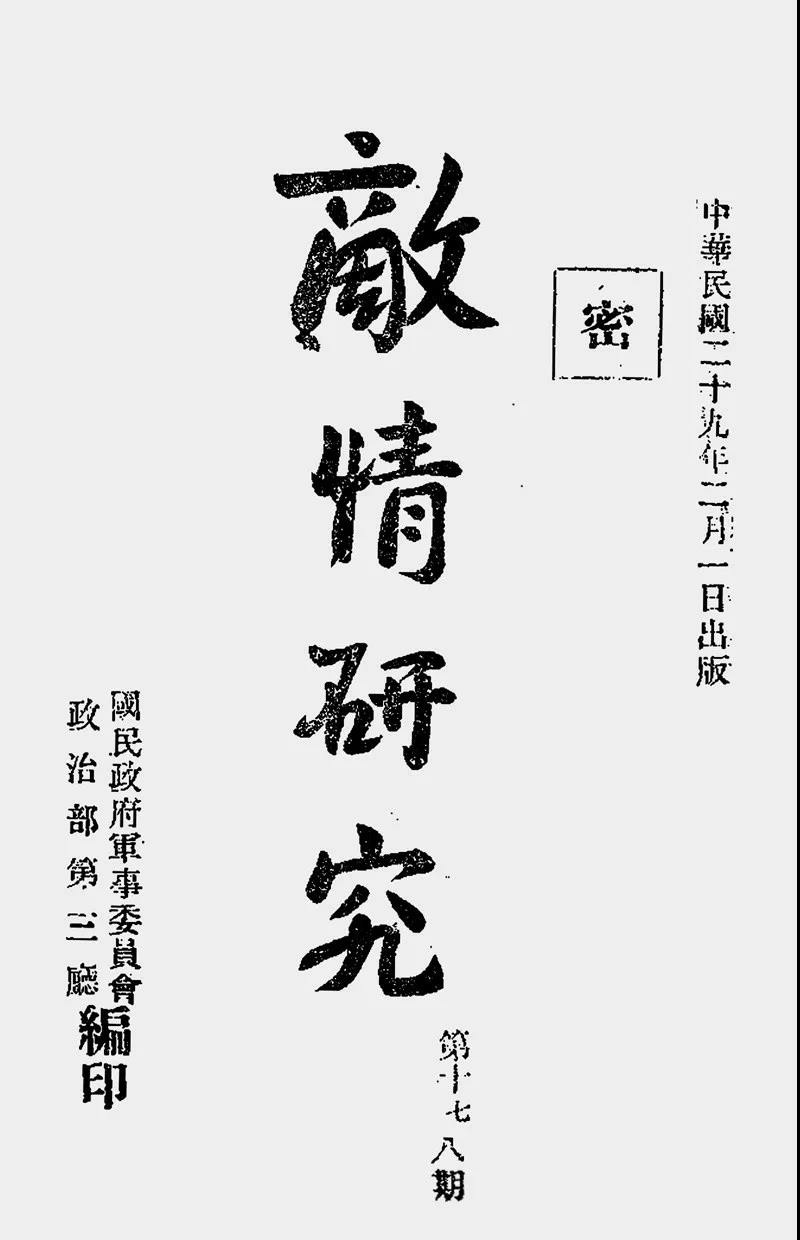 中華民國二十九年二月一日出版
密
敵情研究
第十七八期
國民政府軍事委員會
政治部第三廳
編印